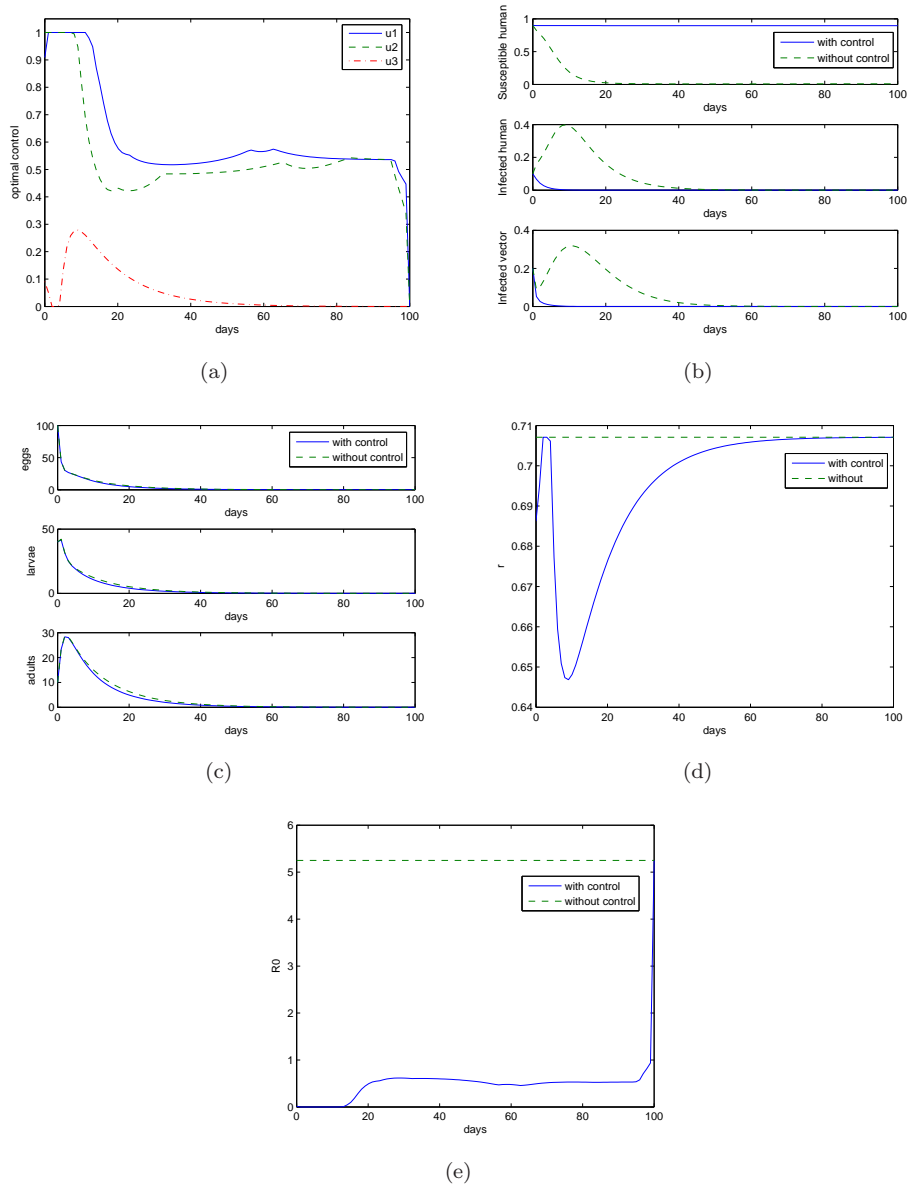 1
0.9
0.8
0.7
0.6
0.5
0.4
0.3
0.2
0.1
0
optimal control
u1
u2
u3
0 20 40 60 80 100
days
(a)
1
0.5
0
Susceptible human
with control
without control
0 20 40 60 80 100
days
0.4
0.2
0
Infected human
0 20 40 60 80 100
days
0.4
0.2
0
Infected vector
0 20 40 60 80 100
days
(b)
100
50
0
eggs
with control
without control
0 20 40 60 80 100
days
50
0
larvae
0 20 40 60 80 100
days
30
20
10
0
adults
0 20 40 60 80 100
days
(c)
0.71
0.7
0.69
0.68
0.67
0.66
0.65
0.64
r
with control
without
0 20 40 60 80 100
days
(d)
6
5
4
3
2
1
0
R0
with control
without control
0 20 40 60 80 100
days
(e)